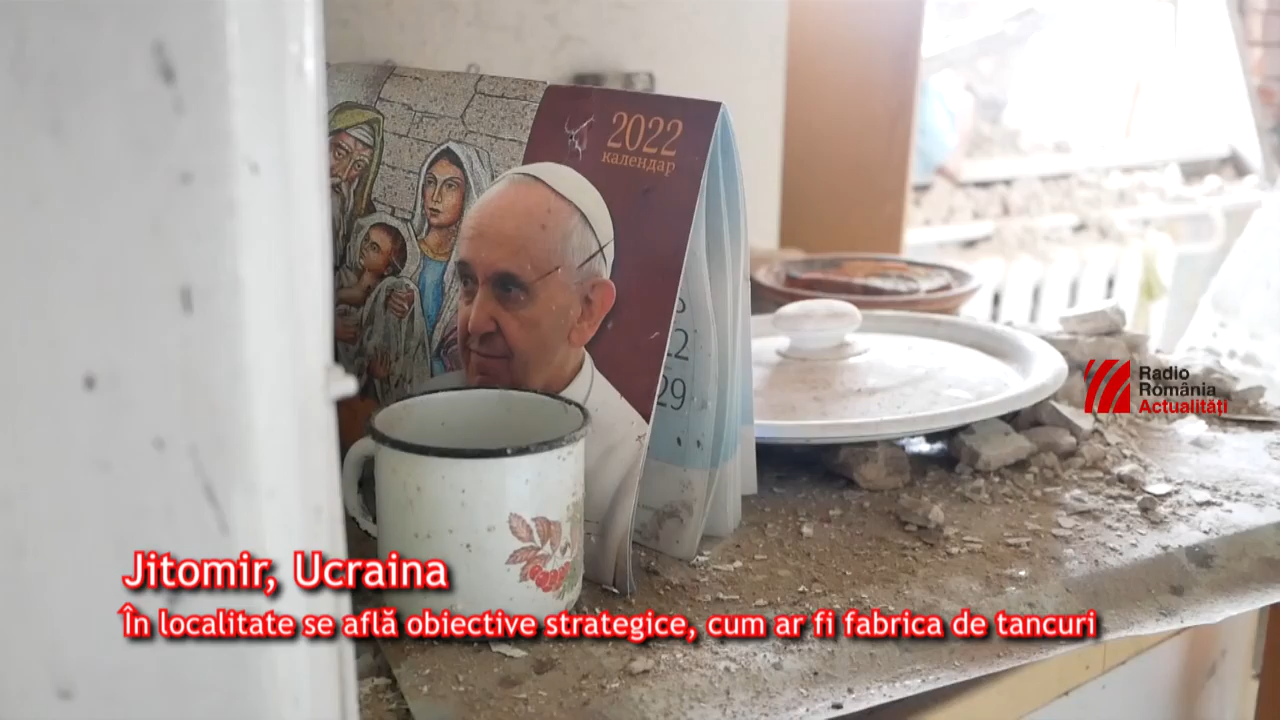 2022
календар
22
29
Radio
România
Actualități
Jitomir, Ucraina
În localitate se află obiective strategice, cum ar fi fabrica de tancuri